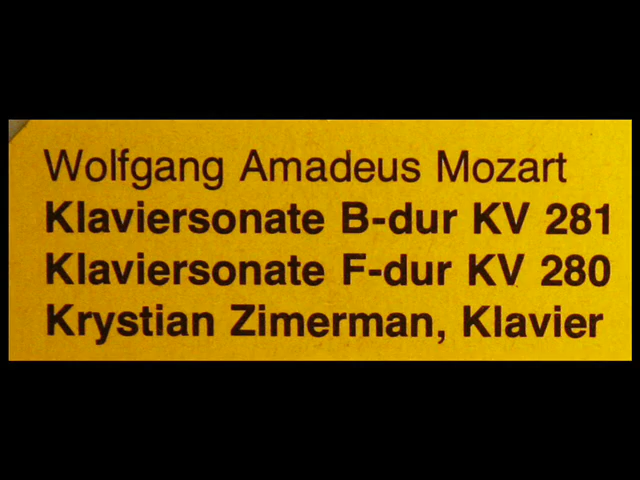 Wolfgang Amadeus Mozart
Klaviersonate B-dur KV 281
Klaviersonate F-dur KV 280
Krystian Zimerman, Klavier